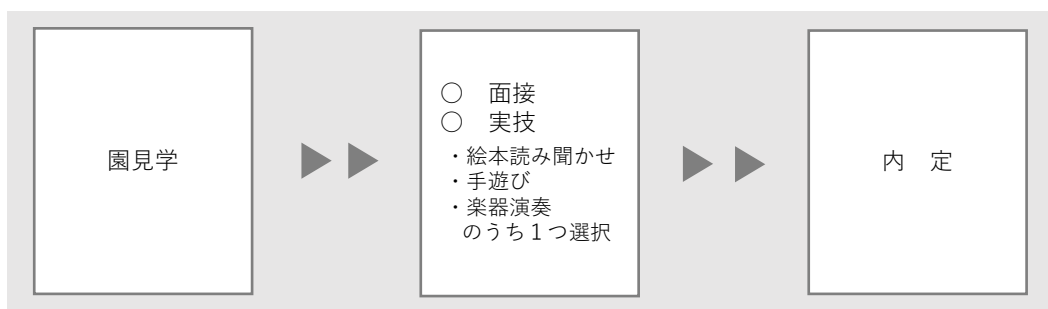 園見学
○　面接
○　実技
・絵本読み聞かせ
・手遊び
・楽器演奏
のうち１つ選択
内　定